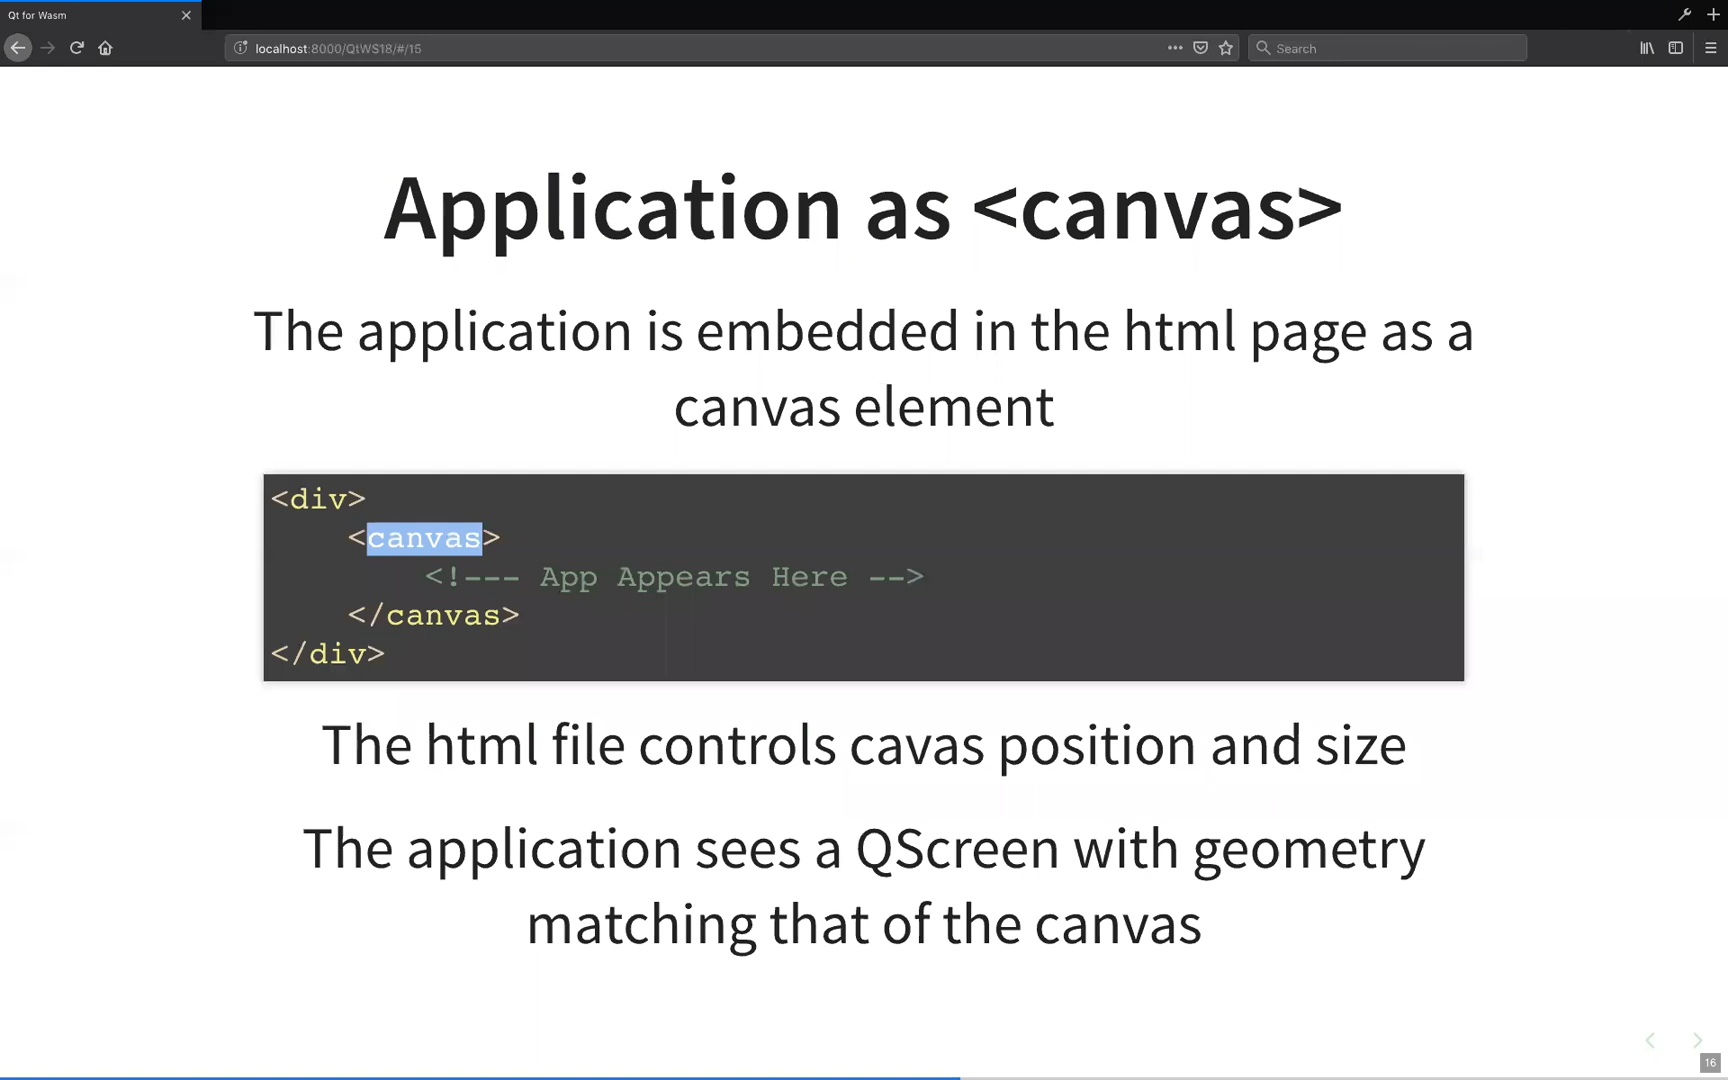 Qt for Wasm
localhost:8000/QtWS18/#/15
Search
Application as <canvas>
The application is embedded in the html page as a
canvas element
<div>
<canvas>
<!--- App Appears Here -->
</canvas>
</div>
The html file controls cavas position and size
The application sees a QScreen with geometry
matching that of the canvas
16